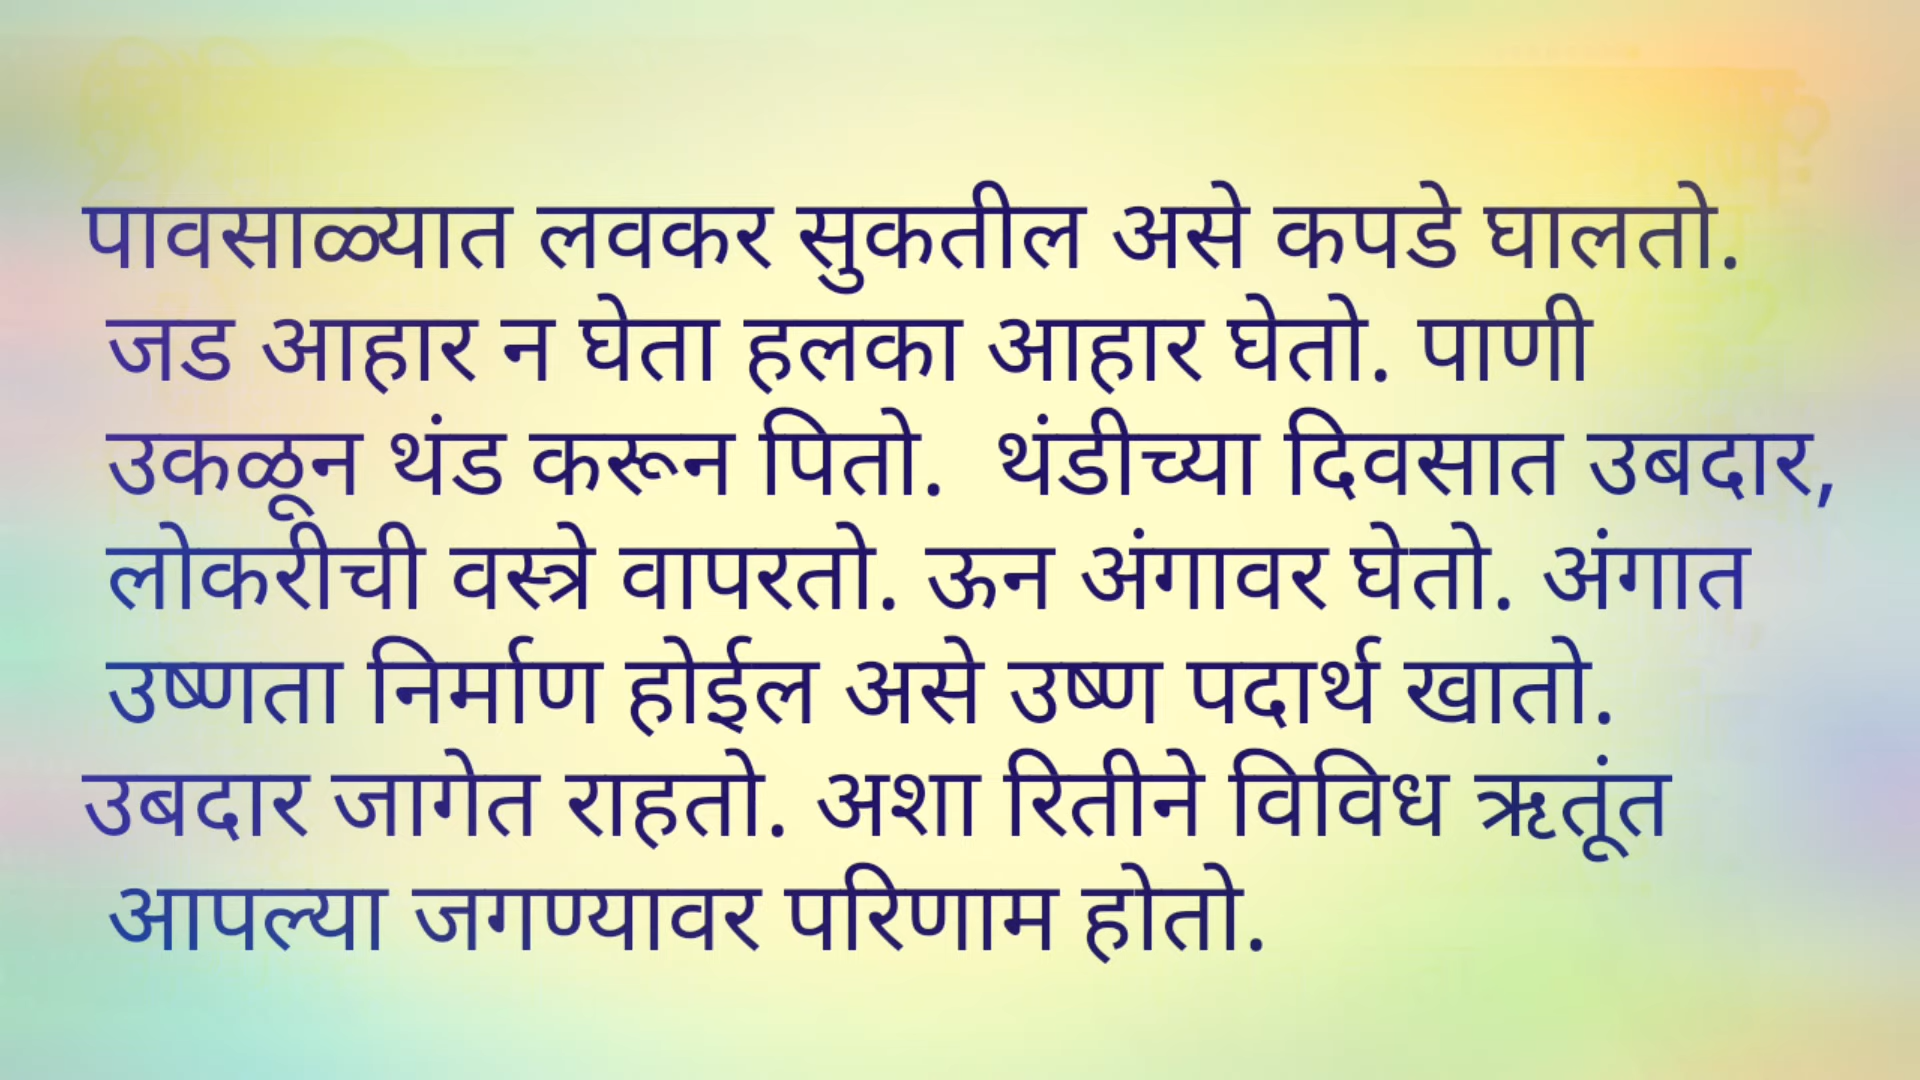 पावसाळ्यात लवकर सुकतील असे कपडे घालतो.
जड आहार न घेता हलका आहार घेतो. पाणी
उकळून थंड करून पितो. थंडीच्या दिवसात उबदार,
लोकरीची वस्त्रे वापरतो. ऊन अंगावर घेतो. अंगात
उष्णता निर्माण होईल असे उष्ण पदार्थ खातो.
उबदार जागेत राहतो. अशा रितीने विविध ऋतूंत
आपल्या जगण्यावर परिणाम होतो.